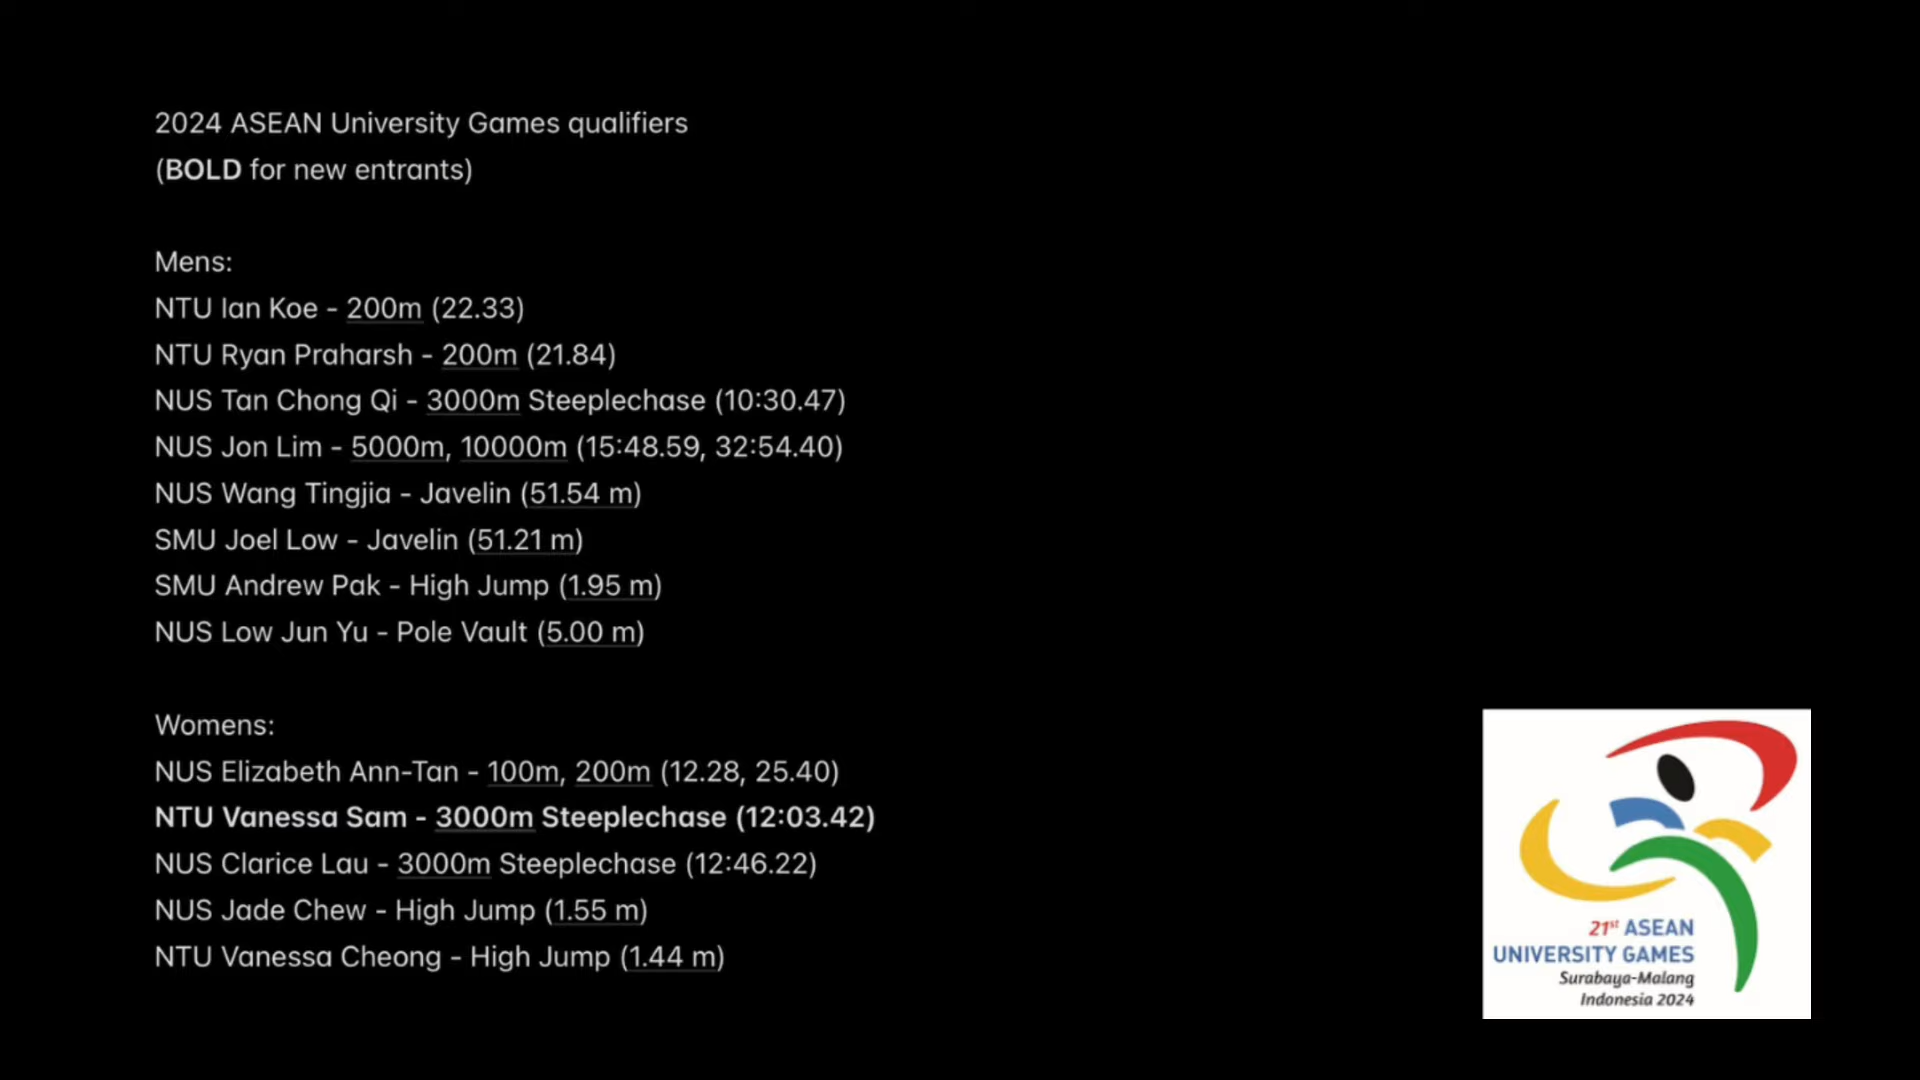 2024 ASEAN University Games qualifiers
(BOLD for new entrants)
Mens:
NTU Ian Koe - 200m (22.33)
NTU Ryan Praharsh - 200m (21.84)
NUS Tan Chong Qi - 3000m Steeplechase (10:30.47)
NUS Jon Lim - 5000m, 10000m (15:48.59, 32:54.40)
NUS Wang Tingjia - Javelin (51.54 m)
SMU Joel Low - Javelin (51.21 m)
SMU Andrew Pak - High Jump (1.95 m)
NUS Low Jun Yu - Pole Vault (5.00 m)
Womens:
NUS Elizabeth Ann-Tan - 100m, 200m (12.28, 25.40)
NTU Vanessa Sam - 3000m Steeplechase (12:03.42)
NUS Clarice Lau - 3000m Steeplechase (12:46.22)
NUS Jade Chew - High Jump (1.55 m)
NTU Vanessa Cheong - High Jump (1.44 m)
21st ASEAN
UNIVERSITY GAMES
Surabaya-Malang
Indonesia 2024